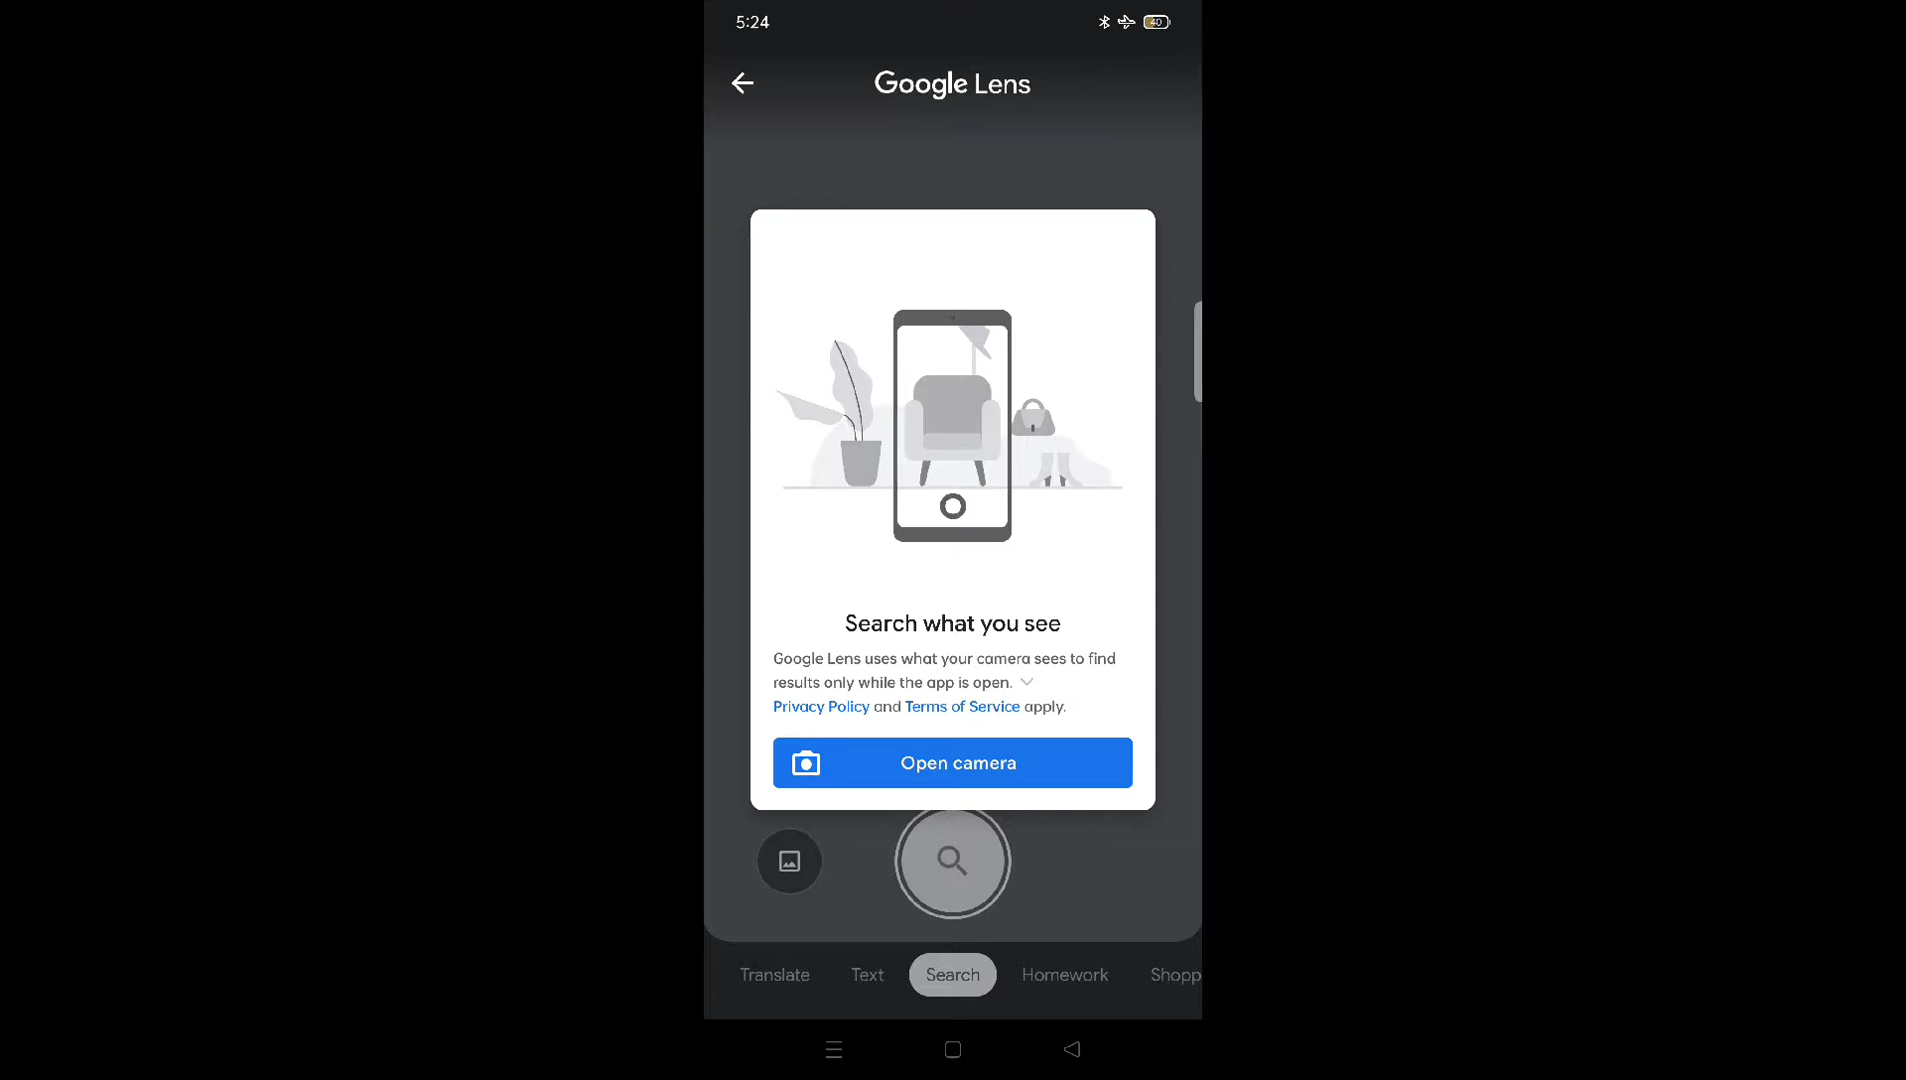 5:24
40
Google Lens
Search what you see
Google Lens uses what your camera sees to find
results only while the app is open.
Privacy Policy and Terms of Service apply.
Open camera
Translate Text Search Homework Shopp